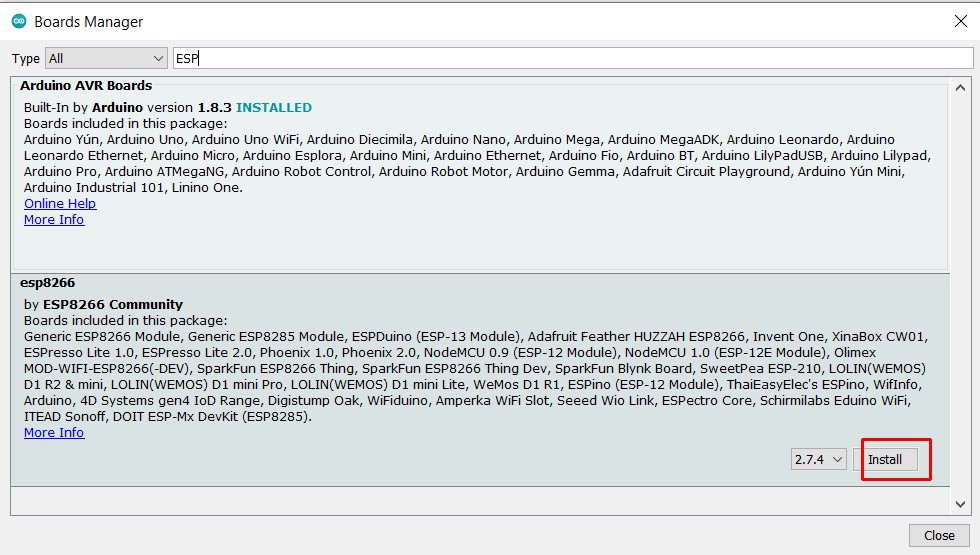 Boards Manager
Type All ESP
Arduino AVR Boards
Built-In by Arduino version 1.8.3 INSTALLED
Boards included in this package:
Arduino Yún, Arduino Uno, Arduino Uno WiFi, Arduino Diecimila, Arduino Nano, Arduino Mega, Arduino MegaADK, Arduino Leonardo, Arduino
Leonardo Ethernet, Arduino Micro, Arduino Esplora, Arduino Mini, Arduino Ethernet, Arduino Fio, Arduino BT, Arduino LilyPadUSB, Arduino Lilypad,
Arduino Pro, Arduino ATMegaNG, Arduino Robot Control, Arduino Robot Motor, Arduino Gemma, Adafruit Circuit Playground, Arduino Yún Mini,
Arduino Industrial 101, Linino One.
Online Help
More Info
esp8266
by ESP8266 Community
Boards included in this package:
Generic ESP8266 Module, Generic ESP8285 Module, ESPDuino (ESP-13 Module), Adafruit Feather HUZZAH ESP8266, Invent One, XinaBox CW01,
ESPresso Lite 1.0, ESPresso Lite 2.0, Phoenix 1.0, Phoenix 2.0, NodeMCU 0.9 (ESP-12 Module), NodeMCU 1.0 (ESP-12E Module), Olimex
MOD-WIFI-ESP8266(-DEV), SparkFun ESP8266 Thing, SparkFun ESP8266 Thing Dev, SparkFun Blynk Board, SweetPea ESP-210, LOLIN(WEMOS)
D1 R2 & mini, LOLIN(WEMOS) D1 mini Pro, LOLIN(WEMOS) D1 mini Lite, WeMos D1 R1, ESPino (ESP-12 Module), ThaiEasyElec's ESPino, WifInfo,
Arduino, 4D Systems gen4 IoD Range, Digistump Oak, WiFiduino, Amperka WiFi Slot, Seeed Wio Link, ESPectro Core, Schirmilabs Eduino WiFi,
ITEAD Sonoff, DOIT ESP-Mx DevKit (ESP8285).
More Info
2.7.4 Install
Close